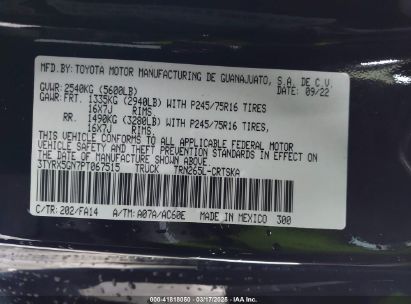 MFD.BY: TOYOTA MOTOR MANUFACTURING DE GUANAJUATO, S.A. DE C.V.
GVWR: 2540KG (5600LB) 09/22
GAWR: FRT. 1335KG (2940LB) WITH P245/75R16 TIRES
16X7J RIMS,
RR. 1490KG (3280LB) WITH P245/75R16 TIRES
16X7J RIMS,
THIS VEHICLE CONFORMS TO ALL APPLICABLE FEDERAL MOTOR
VEHICLE SAFETY AND THEFT PREVENTION STANDARDS IN EFFECT ON
THE DATE OF MANUFACTURE SHOWN ABOVE.
3TYRX5GN7PT067515 TRUCK TRN265L-CRTSKA
C/TR: 202/FA14 A/TM: A07A/AC60E MADE IN MEXICO 300
000-41818050 - 03/17/2025 - WWW.IAAI.COM